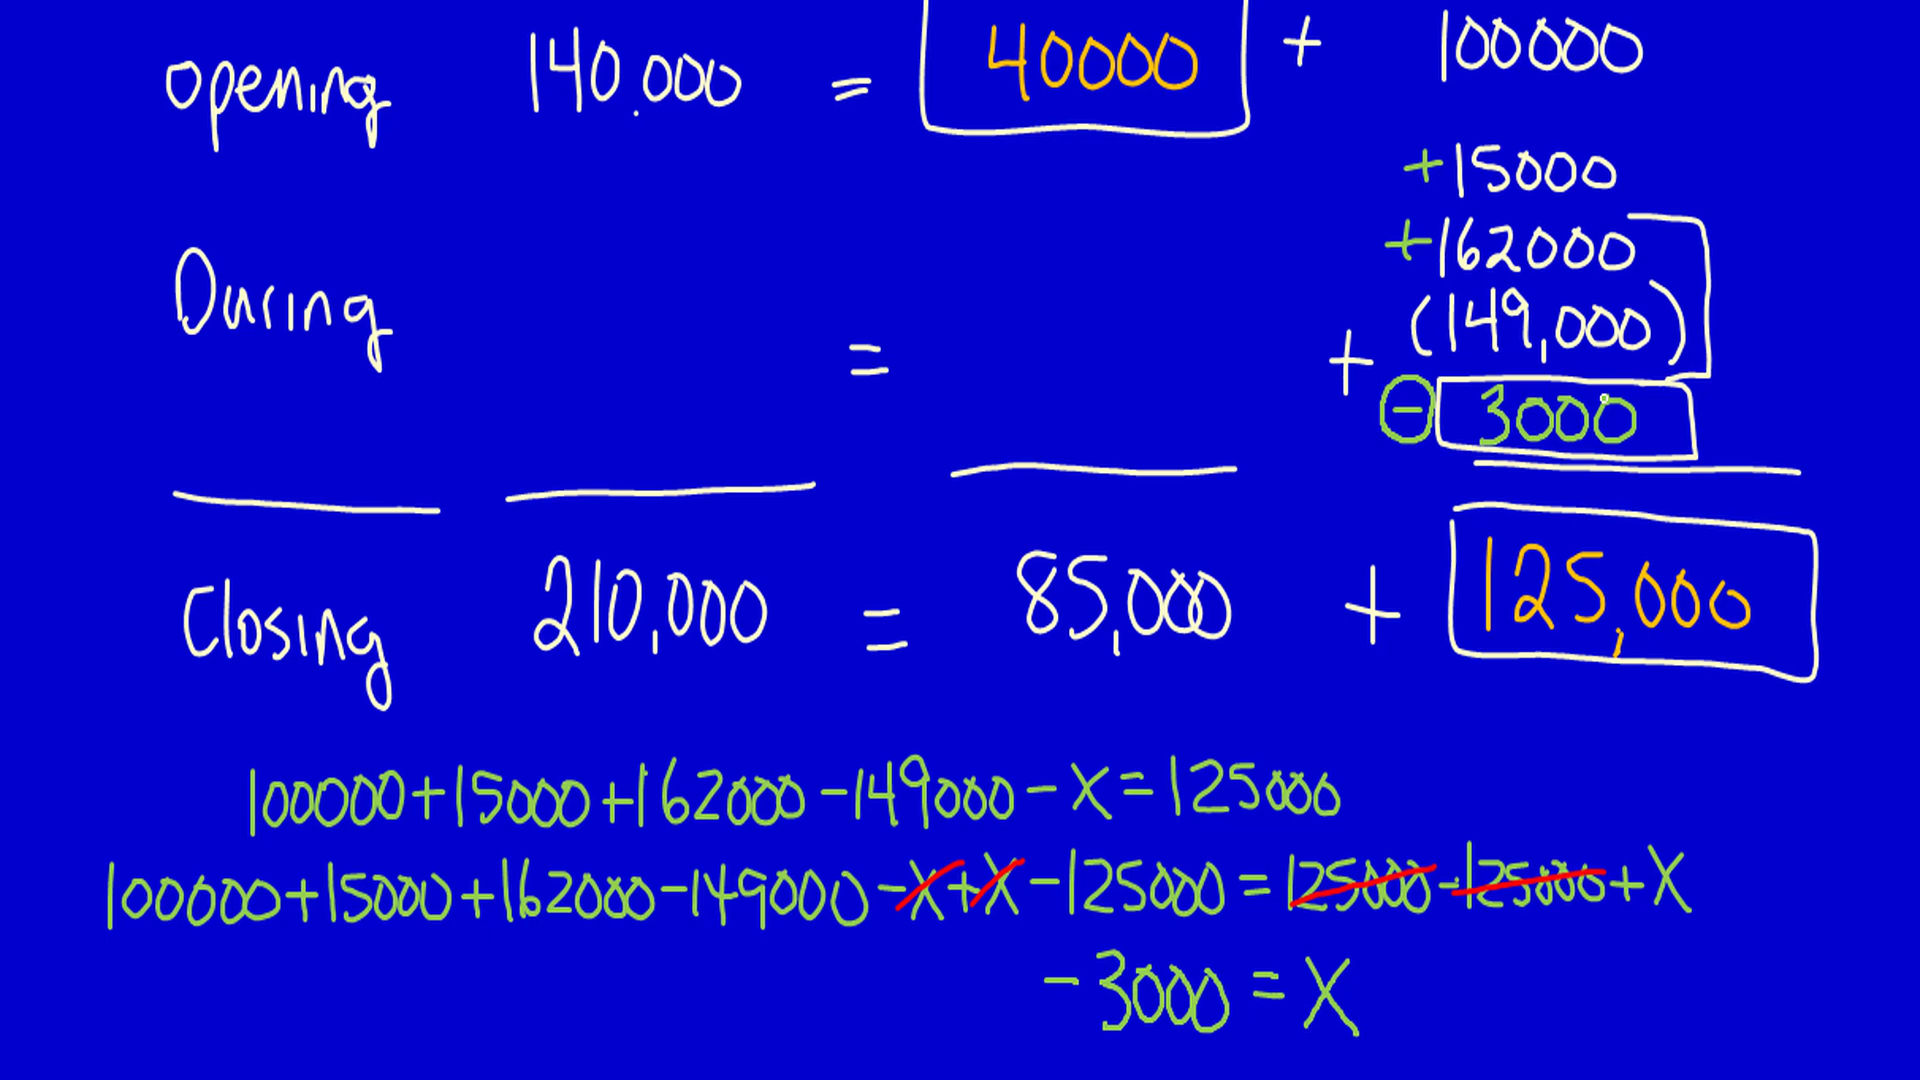 opening 140.000 = 40000 + 100000
+15000
+162000
During = + (149,000)
- 3000
Closing 210,000 = 85,000 + 125,000
100000+15000+162000-149000-X=125000
100000+15000+162000-149000-X+X-125000=125000-125000+X
-3000=X